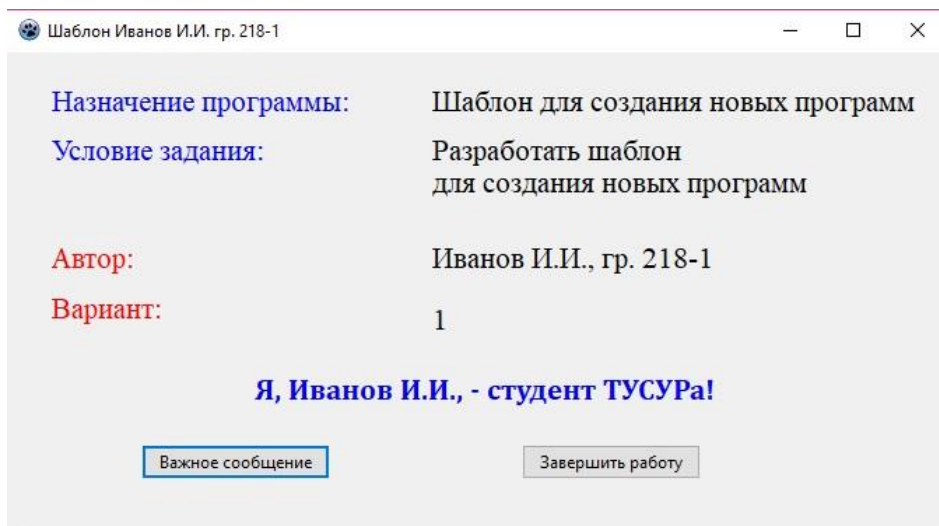 Шаблон Иванов И.И. гр. 218-1
Назначение программы: Шаблон для создания новых программ
Условие задания: Разработать шаблон
для создания новых программ
Автор: Иванов И.И., гр. 218-1
Вариант: 1
Я, Иванов И.И., - студент ТУСУРа!
Важное сообщение Завершить работу